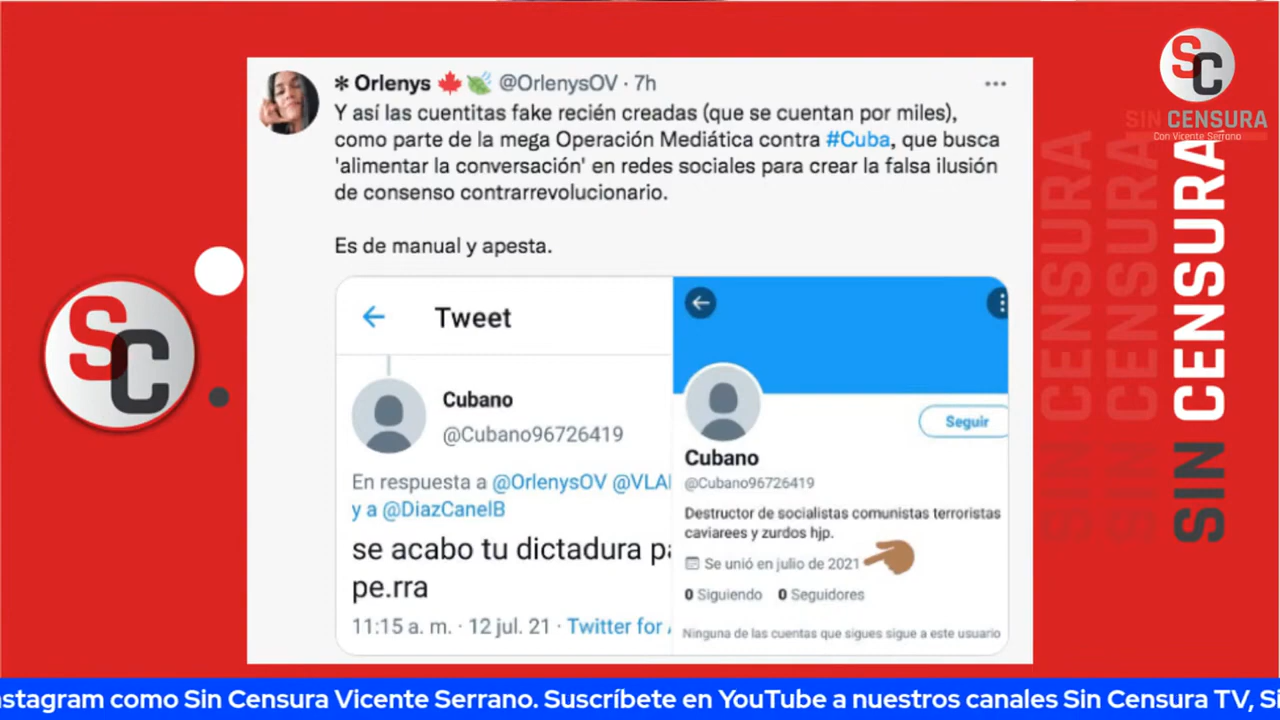 ✻ Orlenys 🍁 🍃 @OrlenysOV · 7h
Y así las cuentitas fake recién creadas (que se cuentan por miles),
como parte de la mega Operación Mediática contra #Cuba, que busca
'alimentar la conversación' en redes sociales para crear la falsa ilusión
de consenso contrarrevolucionario.
Es de manual y apesta.
Tweet
Cubano
@Cubano96726419
En respuesta a @OrlenysOV @VLA
y a @DiazCanelB
se acabo tu dictadura pa
pe.rra
11:15 a. m. · 12 jul. 21 · Twitter for
Seguir
Cubano
@Cubano96726419
Destructor de socialistas comunistas terroristas
caviarees y zurdos hjp.
Se unió en julio de 2021
0 Siguiendo 0 Seguidores
Ninguna de las cuentas que sigues sigue a este usuario
SC
SC
SIN CENSURA
Con Vicente Serrano
SIN CENSURA
SIN CENSURA
SIN CENSURA
nstagram como Sin Censura Vicente Serrano. Suscríbete en YouTube a nuestros canales Sin Censura TV, S